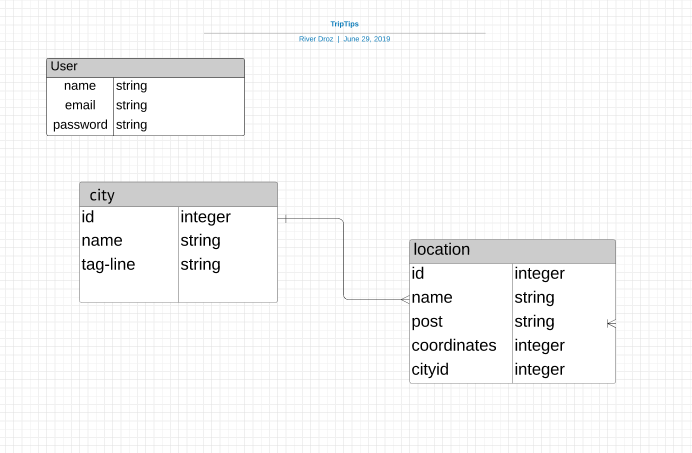 TripTips
River Droz | June 29, 2019
User
name string
email string
password string
city
id integer
name string
tag-line string
location
id integer
name string
post string
coordinates integer
cityid integer